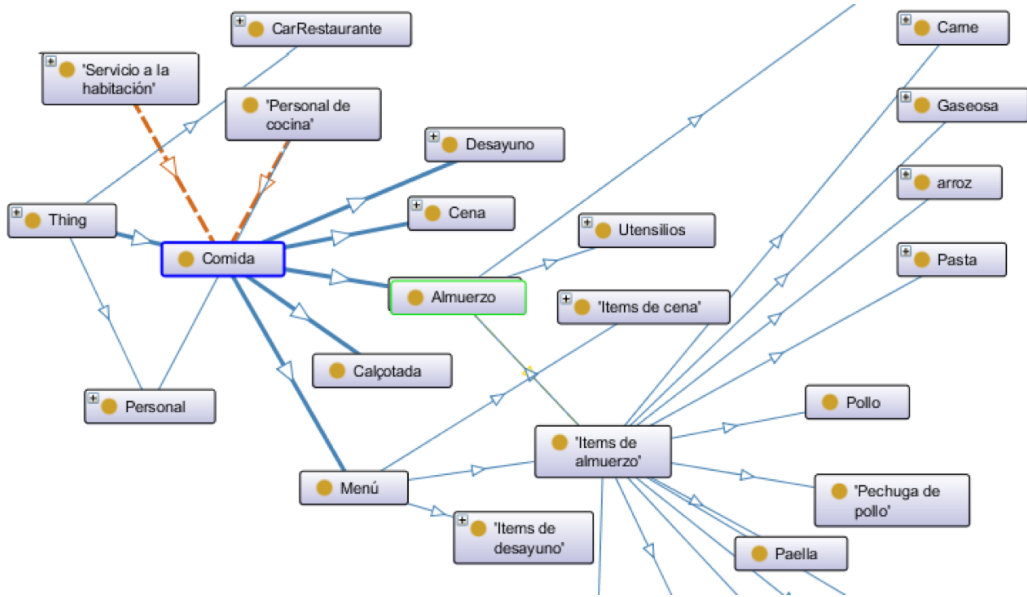 CarRestaurante
Carne
'Servicio a la
habitación'
'Personal de
cocina'
Gaseosa
Desayuno
arroz
Thing
Cena
Utensilios
Comida
Pasta
Almuerzo
'Items de cena'
Calçotada
Personal
Pollo
'Items de
almuerzo'
Menú
'Pechuga de
pollo'
'Items de
desayuno'
Paella